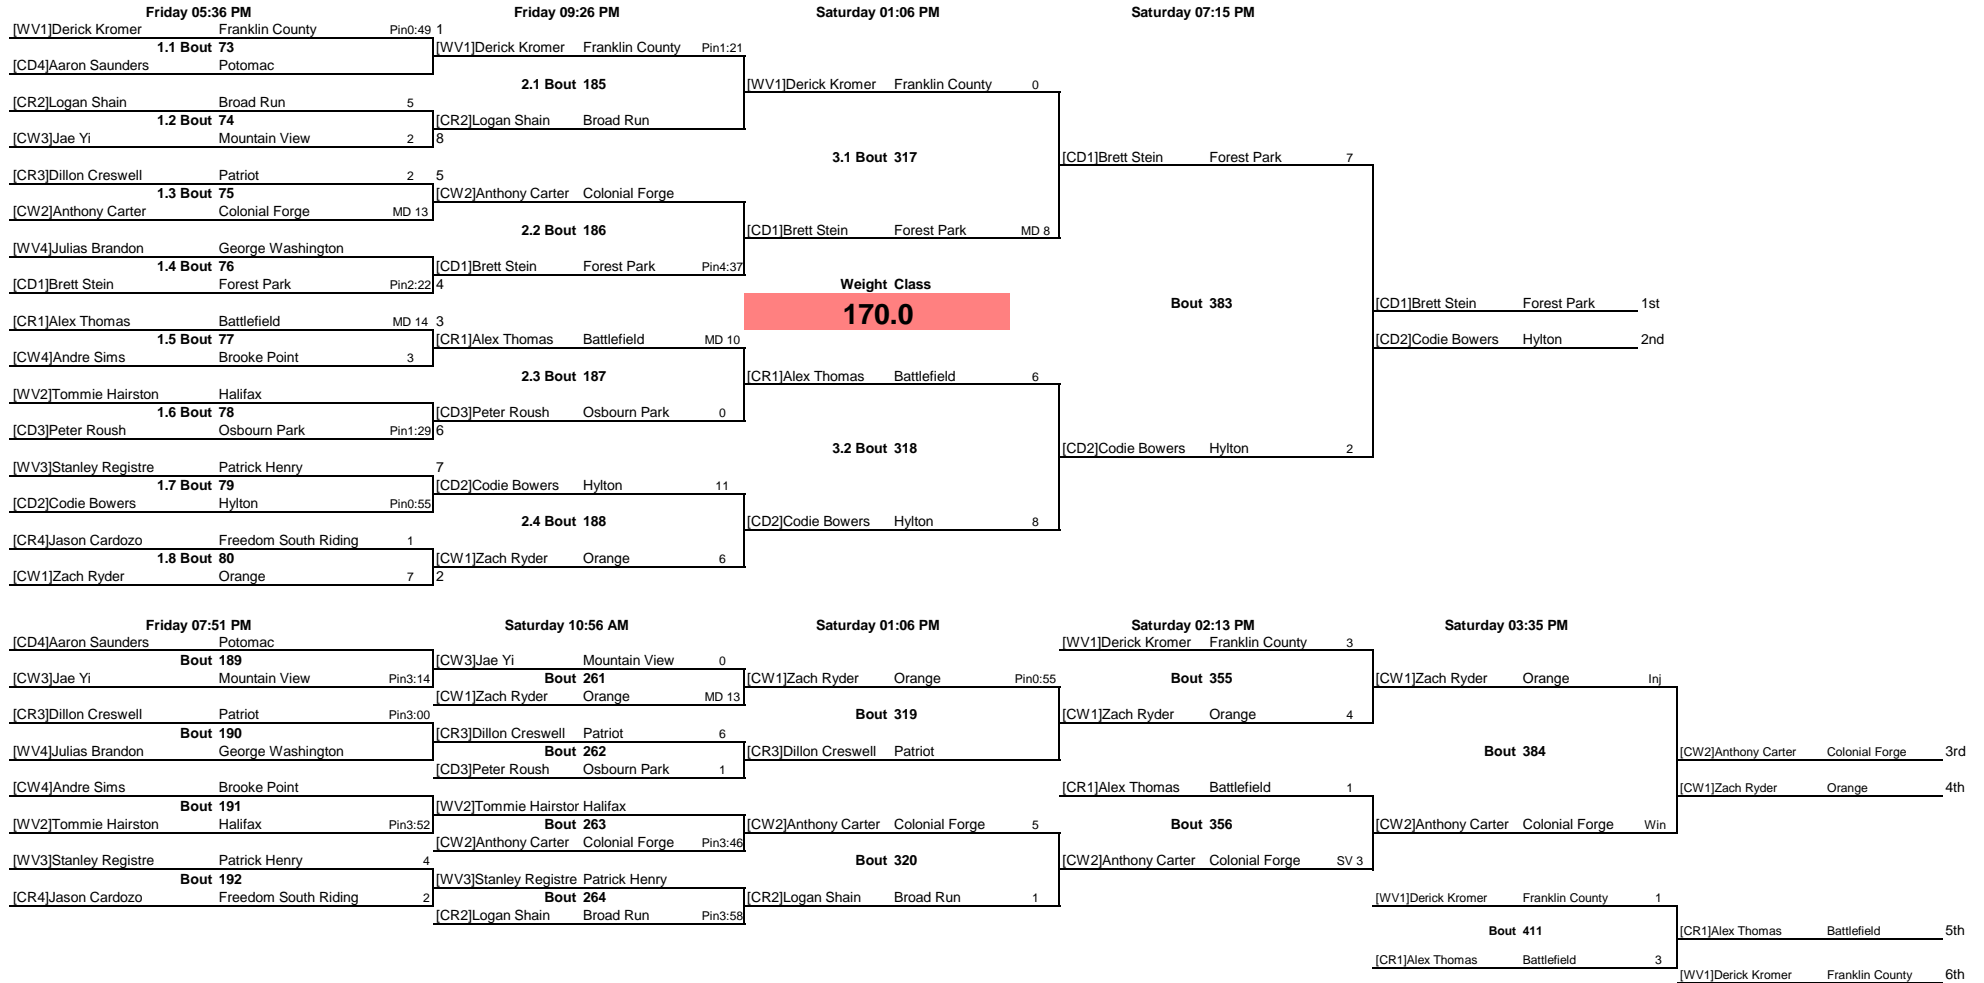 Friday 05:36 PM Friday 09:26 PM Saturday 01:06 PM Saturday 07:15 PM
[WV1]Derick Kromer Franklin County Pin0:49 1
1.1 Bout 73 [WV1]Derick Kromer Franklin County Pin1:21
[CD4]Aaron Saunders Potomac
2.1 Bout 185 [WV1]Derick Kromer Franklin County 0
[CR2]Logan Shain Broad Run 5
1.2 Bout 74 [CR2]Logan Shain Broad Run
[CW3]Jae Yi Mountain View 2 8
3.1 Bout 317 [CD1]Brett Stein Forest Park 7
[CR3]Dillon Creswell Patriot 2 5
1.3 Bout 75 [CW2]Anthony Carter Colonial Forge
[CW2]Anthony Carter Colonial Forge MD 13
2.2 Bout 186 [CD1]Brett Stein Forest Park MD 8
[WV4]Julias Brandon George Washington
1.4 Bout 76 [CD1]Brett Stein Forest Park Pin4:37
[CD1]Brett Stein Forest Park Pin2:22 4 Weight Class
Bout 383 [CD1]Brett Stein Forest Park 1st
[CR1]Alex Thomas Battlefield MD 14 3 170.0
1.5 Bout 77 [CR1]Alex Thomas Battlefield MD 10 [CD2]Codie Bowers Hylton 2nd
[CW4]Andre Sims Brooke Point 3
2.3 Bout 187 [CR1]Alex Thomas Battlefield 6
[WV2]Tommie Hairston Halifax
1.6 Bout 78 [CD3]Peter Roush Osbourn Park 0
[CD3]Peter Roush Osbourn Park Pin1:29 6
3.2 Bout 318 [CD2]Codie Bowers Hylton 2
[WV3]Stanley Registre Patrick Henry 7
1.7 Bout 79 [CD2]Codie Bowers Hylton 11
[CD2]Codie Bowers Hylton Pin0:55
2.4 Bout 188 [CD2]Codie Bowers Hylton 8
[CR4]Jason Cardozo Freedom South Riding 1
1.8 Bout 80 [CW1]Zach Ryder Orange 6
[CW1]Zach Ryder Orange 7 2
Friday 07:51 PM Saturday 10:56 AM Saturday 01:06 PM Saturday 02:13 PM Saturday 03:35 PM
[CD4]Aaron Saunders Potomac [WV1]Derick Kromer Franklin County 3
Bout 189 [CW3]Jae Yi Mountain View 0
[CW3]Jae Yi Mountain View Pin3:14 Bout 261 [CW1]Zach Ryder Orange Pin0:55 Bout 355 [CW1]Zach Ryder Orange Inj
[CW1]Zach Ryder Orange MD 13
[CR3]Dillon Creswell Patriot Pin3:00 Bout 319 [CW1]Zach Ryder Orange 4
Bout 190 [CR3]Dillon Creswell Patriot 6
[WV4]Julias Brandon George Washington Bout 262 [CR3]Dillon Creswell Patriot Bout 384 [CW2]Anthony Carter Colonial Forge 3rd
[CD3]Peter Roush Osbourn Park 1
[CW4]Andre Sims Brooke Point [CR1]Alex Thomas Battlefield 1 [CW1]Zach Ryder Orange 4th
Bout 191 [WV2]Tommie Hairstor Halifax
[WV2]Tommie Hairston Halifax Pin3:52 Bout 263 [CW2]Anthony Carter Colonial Forge 5 Bout 356 [CW2]Anthony Carter Colonial Forge Win
[CW2]Anthony Carter Colonial Forge Pin3:46
[WV3]Stanley Registre Patrick Henry 4 Bout 320 [CW2]Anthony Carter Colonial Forge SV 3
Bout 192 [WV3]Stanley Registre Patrick Henry
[CR4]Jason Cardozo Freedom South Riding 2 Bout 264 [CR2]Logan Shain Broad Run 1 [WV1]Derick Kromer Franklin County 1
[CR2]Logan Shain Broad Run Pin3:58
Bout 411 [CR1]Alex Thomas Battlefield 5th
[CR1]Alex Thomas Battlefield 3
[WV1]Derick Kromer Franklin County 6th